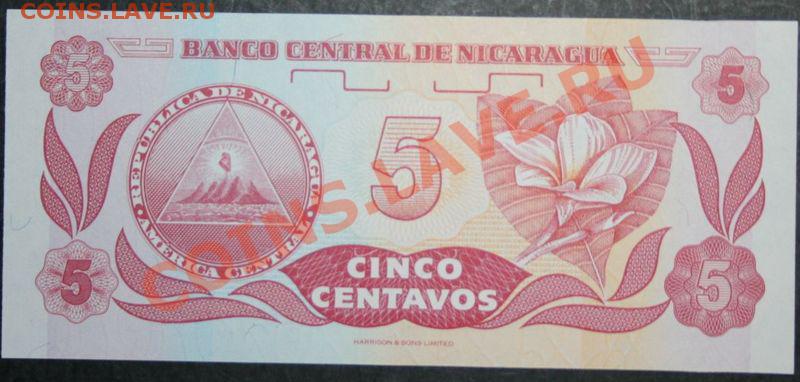 COINS.LAVE.RU
BANCO CENTRAL DE NICARAGUA
5
5
REPUBLICA DE NICARAGUA
AMERICA CENTRAL
5
COINS.LAVE.RU
5
CINCO
CENTAVOS
5
HARRISON & SONS LIMITED